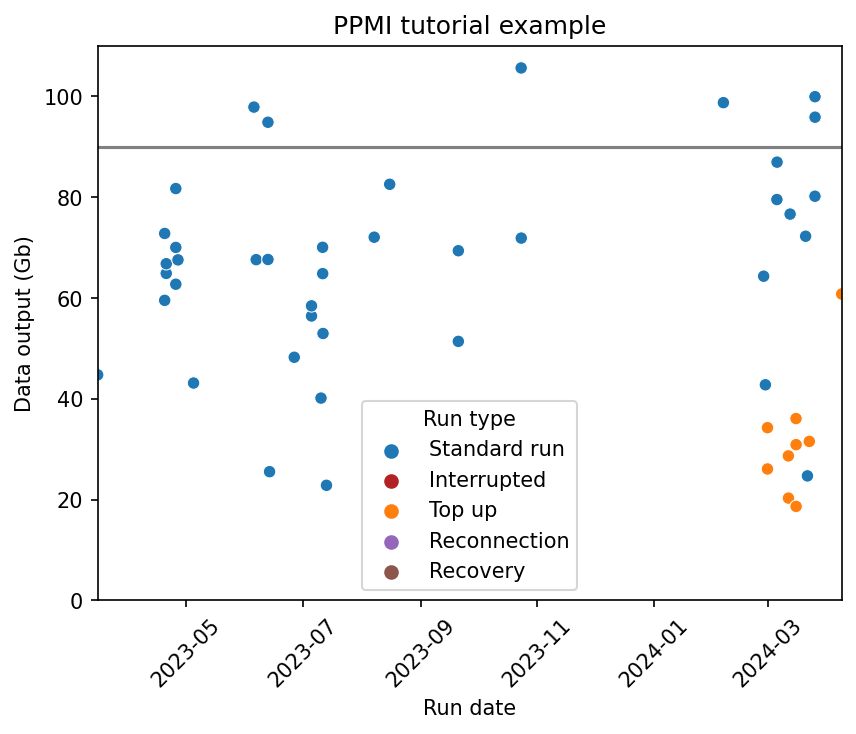 PPMI tutorial example
Data output (Gb)
100
80
60
40
20
0
Run type
Standard run
Interrupted
Top up
Reconnection
Recovery
2023-05
2023-07
2023-09
2023-11
2024-01
2024-03
Run date